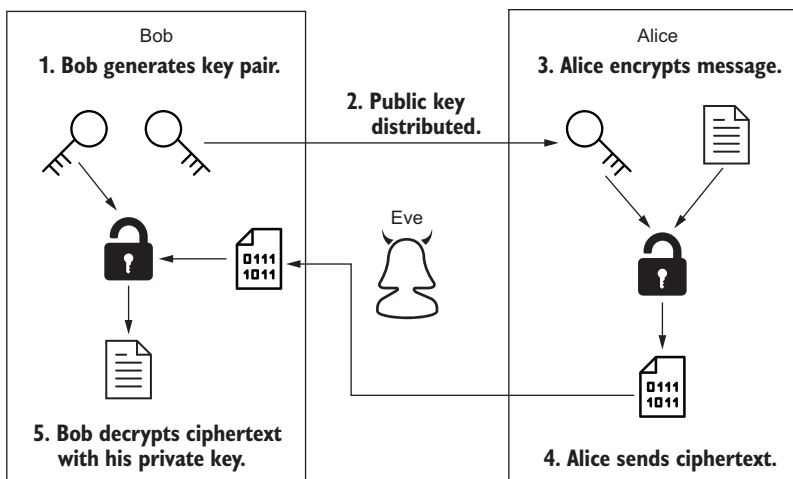 Bob
1. Bob generates key pair.
Alice
3. Alice encrypts message.
2. Public key
distributed.
Eve
0111
1011
0111
1011
5. Bob decrypts ciphertext
with his private key.
4. Alice sends ciphertext.